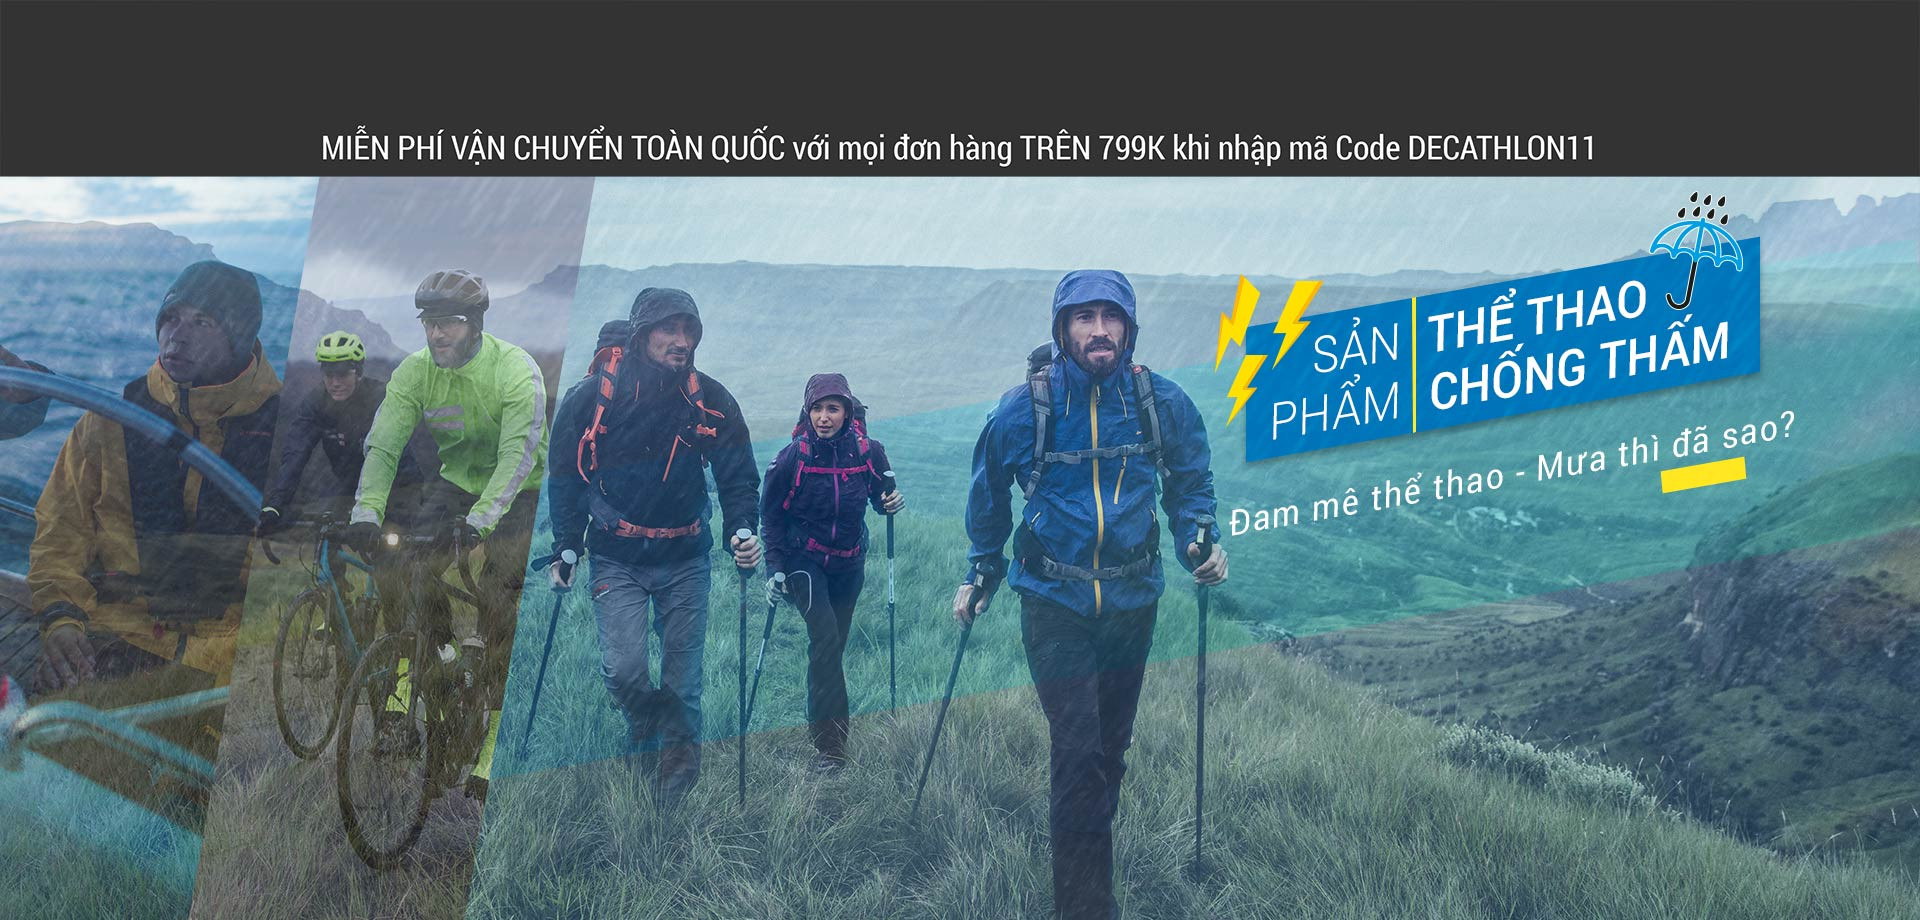 MIỄN PHÍ VẬN CHUYỂN TOÀN QUỐC với mọi đơn hàng TRÊN 799K khi nhập mã Code DECATHLON11
SẢN
PHẨM
THỂ THAO
CHỐNG THẤM
Đam mê thể thao - Mưa thì đã sao?